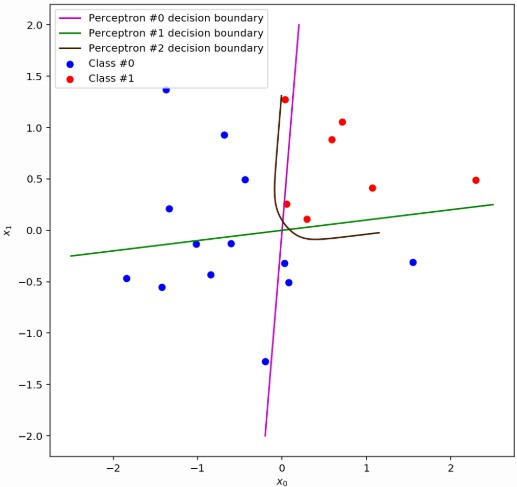 Perceptron #0 decision boundary
Perceptron #1 decision boundary
Perceptron #2 decision boundary
Class #0
Class #1
2.0
1.5
1.0
0.5
0.0
−0.5
−1.0
−1.5
−2.0
x₁
−2 −1 0 1 2
x₀